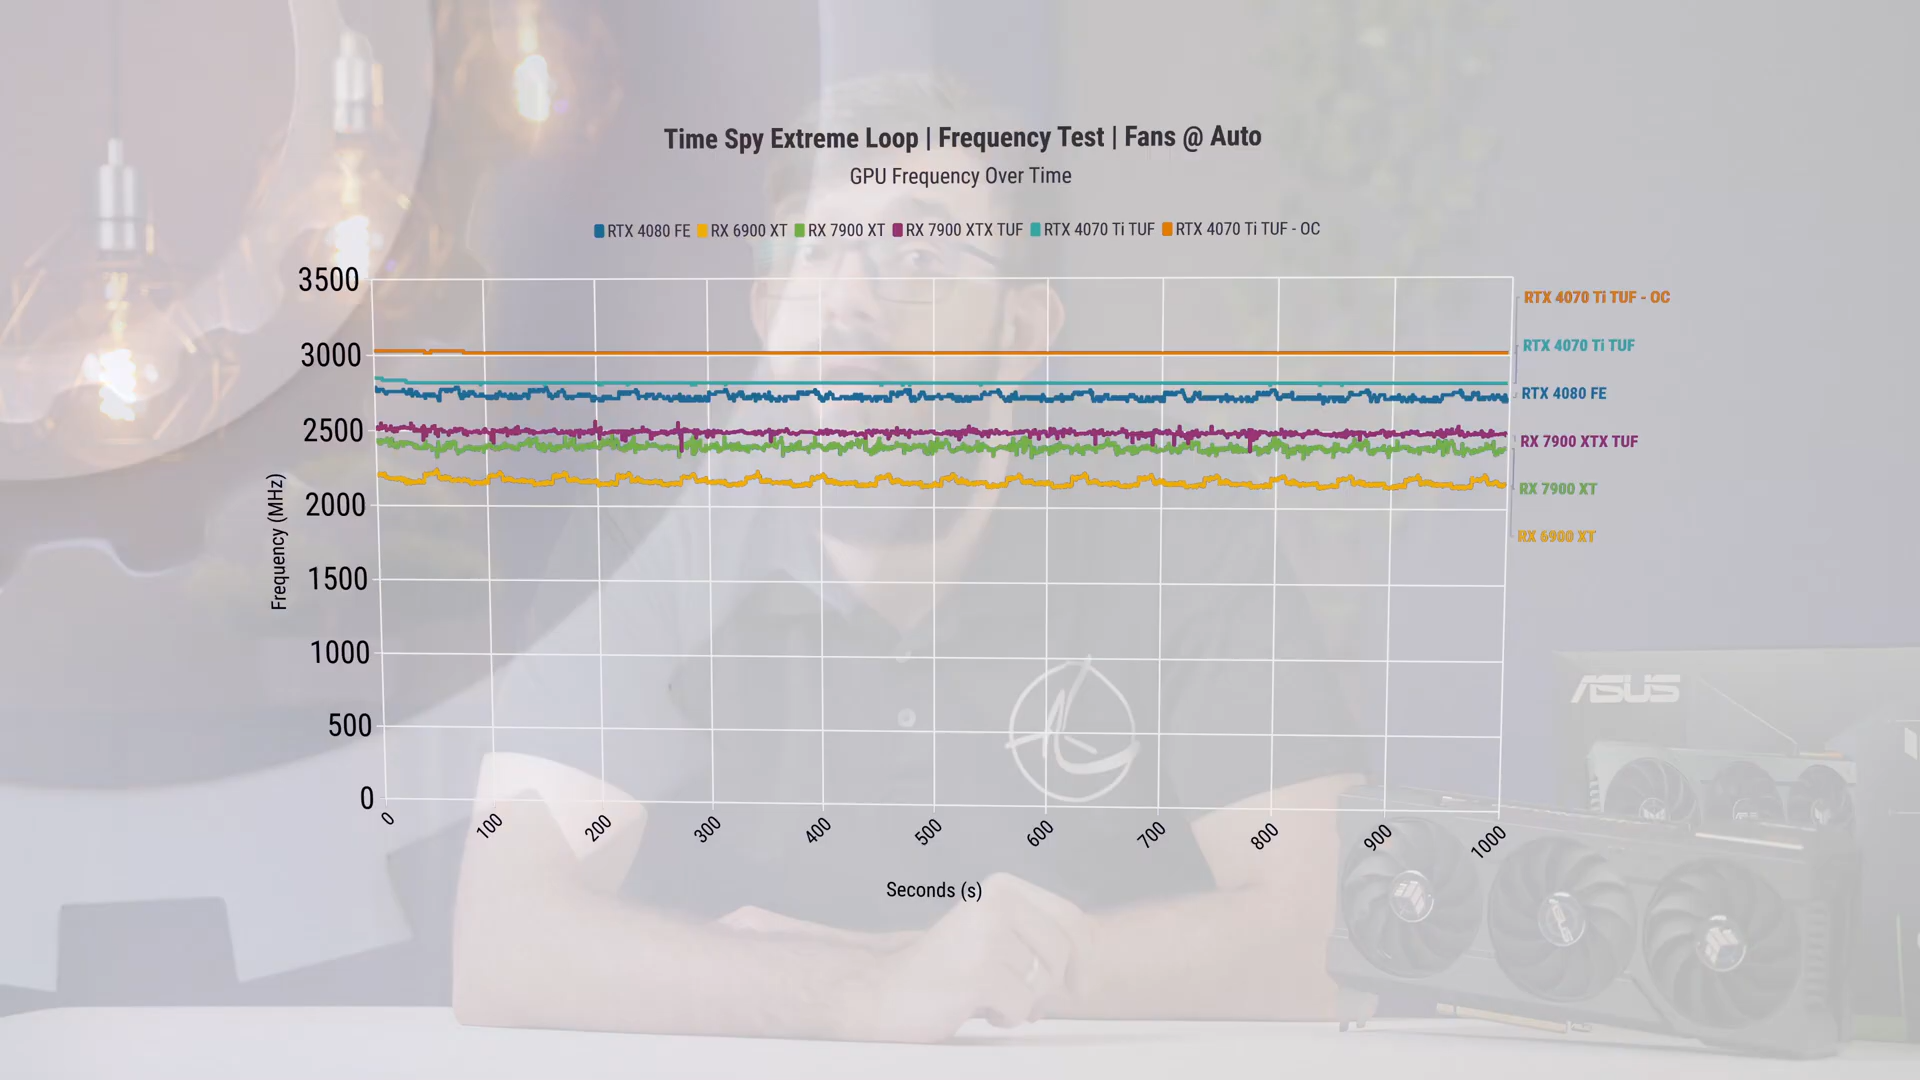 Time Spy Extreme Loop | Frequency Test | Fans @ Auto
GPU Frequency Over Time
RTX 4080 FE RX 6900 XT RX 7900 XT RX 7900 XTX TUF RTX 4070 Ti TUF RTX 4070 Ti TUF - OC
3500
3000
2500
2000
1500
1000
500
0
Frequency (MHz)
RTX 4070 Ti TUF - OC
RTX 4070 Ti TUF
RTX 4080 FE
RX 7900 XTX TUF
RX 7900 XT
RX 6900 XT
0 100 200 300 400 500 600 700 800 900 1000
Seconds (s)
ASUS
ASUS